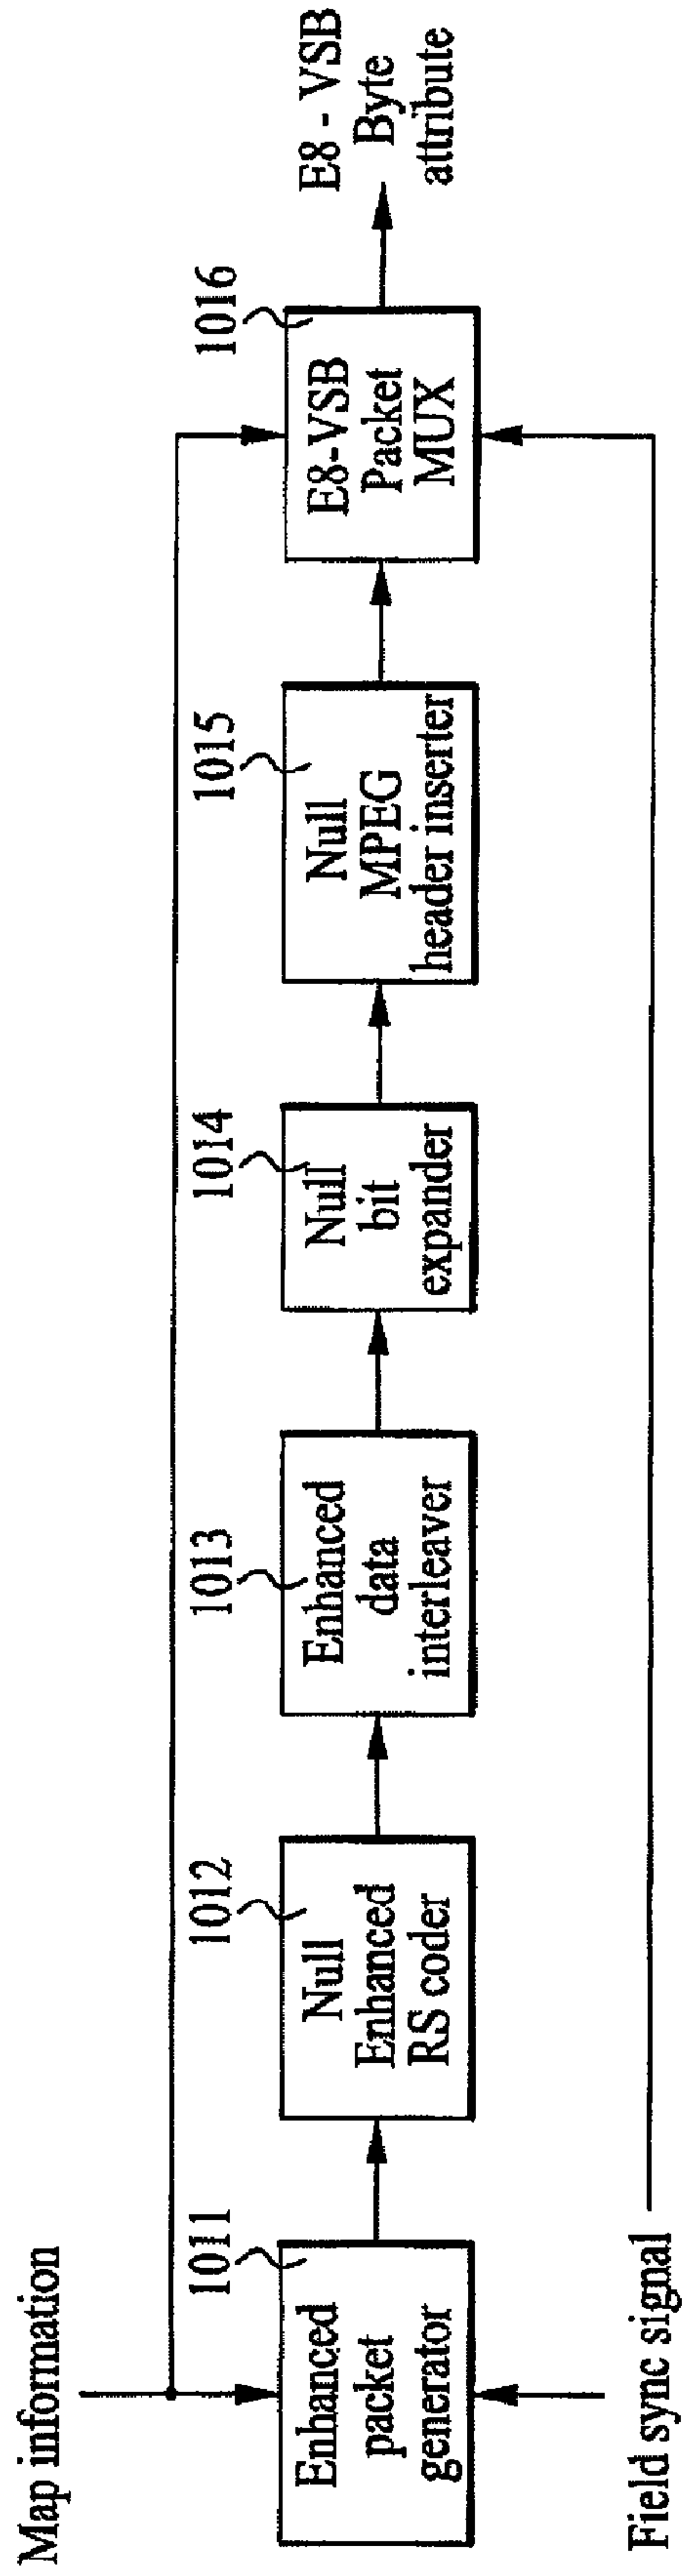 Map information
1011
Enhanced
packet
generator
1012
Null
Enhanced
RS coder
1013
Enhanced
data
interleaver
1014
Null
bit
expander
1015
Null
MPEG
header inserter
1016
E8-VSB
Packet
MUX
E8 - VSB
Byte
attribute
Field sync signal